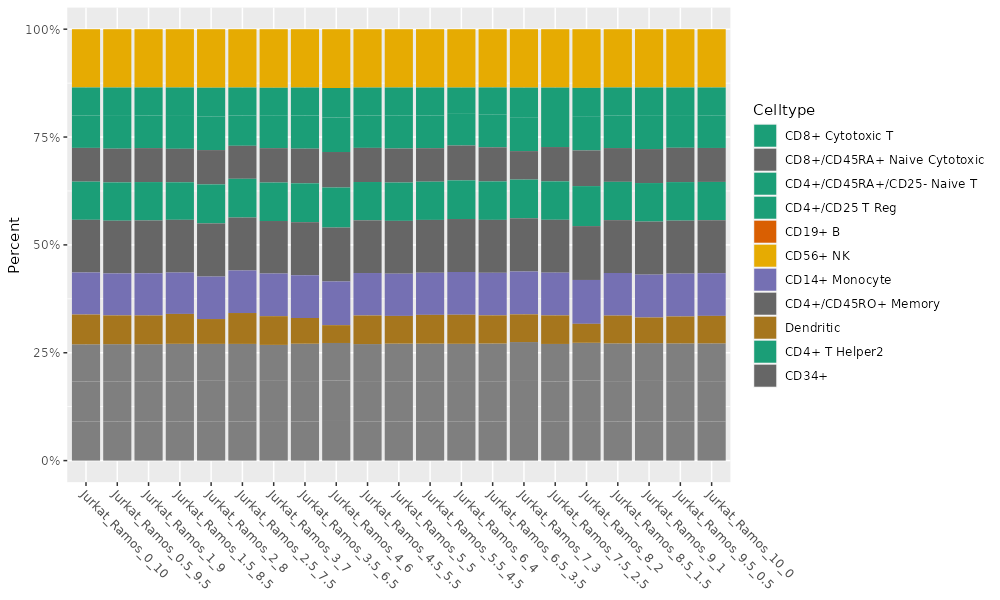 100%
75%
50%
25%
0%
Percent
Jurkat_Ramos_0_10
Jurkat_Ramos_0.5_9.5
Jurkat_Ramos_1_9
Jurkat_Ramos_1.5_8.5
Jurkat_Ramos_2_8
Jurkat_Ramos_2.5_7.5
Jurkat_Ramos_3_7
Jurkat_Ramos_3.5_6.5
Jurkat_Ramos_4_6
Jurkat_Ramos_4.5_5.5
Jurkat_Ramos_5_5
Jurkat_Ramos_5.5_4.5
Jurkat_Ramos_6_4
Jurkat_Ramos_6.5_3.5
Jurkat_Ramos_7_3
Jurkat_Ramos_7.5_2.5
Jurkat_Ramos_8_2
Jurkat_Ramos_8.5_1.5
Jurkat_Ramos_9_1
Jurkat_Ramos_9.5_0.5
Jurkat_Ramos_10_0
Celltype
CD8+ Cytotoxic T
CD8+/CD45RA+ Naive Cytotoxic
CD4+/CD45RA+/CD25- Naive T
CD4+/CD25 T Reg
CD19+ B
CD56+ NK
CD14+ Monocyte
CD4+/CD45RO+ Memory
Dendritic
CD4+ T Helper2
CD34+